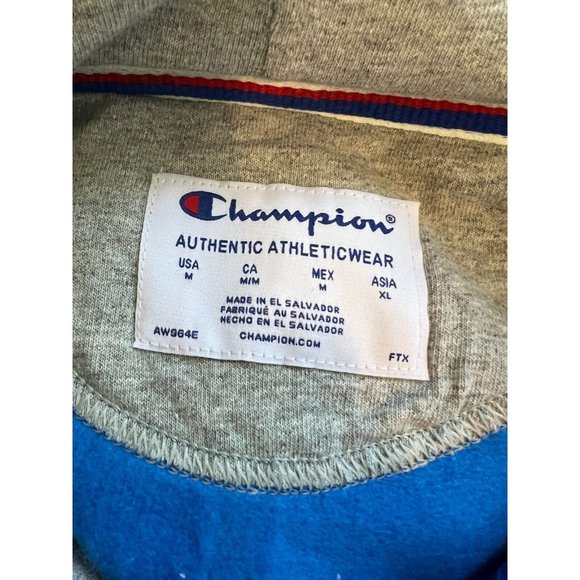 Champion®
AUTHENTIC ATHLETICWEAR
USA CA MEX ASIA
M M/M M XL
MADE IN EL SALVADOR
FABRIQUÉ AU SALVADOR
HECHO EN EL SALVADOR
AW964E CHAMPION.COM FTX